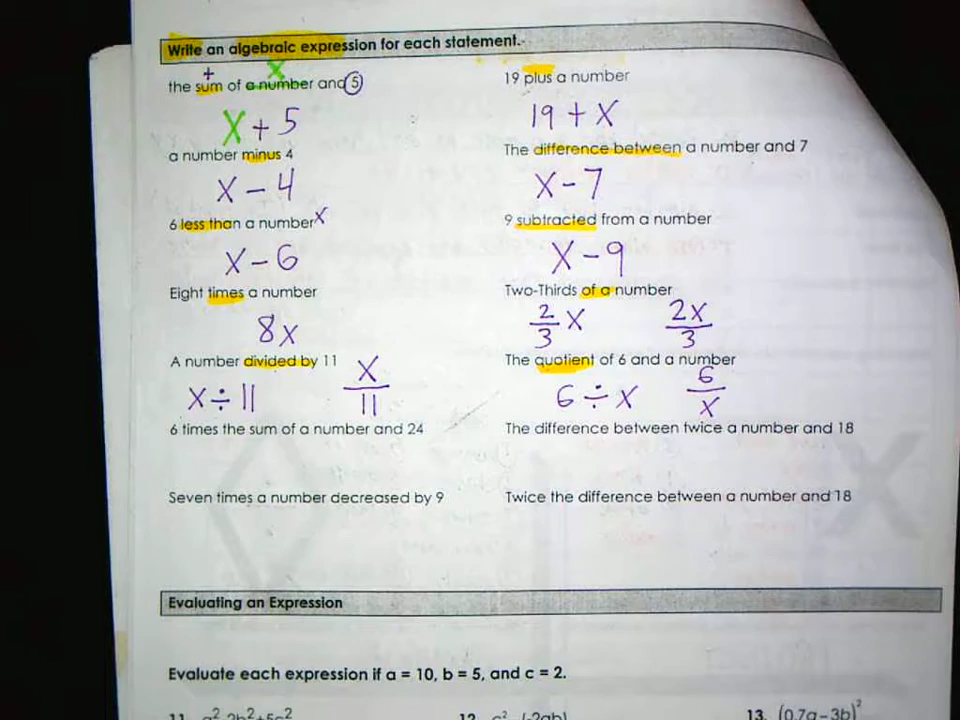 Write an algebraic expression for each statement.
+ x
the sum of a number and 5
19 plus a number
x + 5
19 + x
a number minus 4
The difference between a number and 7
x - 4
x - 7
6 less than a number x
9 subtracted from a number
x - 6
x - 9
Eight times a number
Two-Thirds of a number
8x
2/3 x 2x/3
A number divided by 11
The quotient of 6 and a number
x ÷ 11 x/11
6 ÷ x 6/x
6 times the sum of a number and 24
The difference between twice a number and 18
Seven times a number decreased by 9
Twice the difference between a number and 18
Evaluating an Expression
Evaluate each expression if a = 10, b = 5, and c = 2.
13. (0.7a - 3b)²